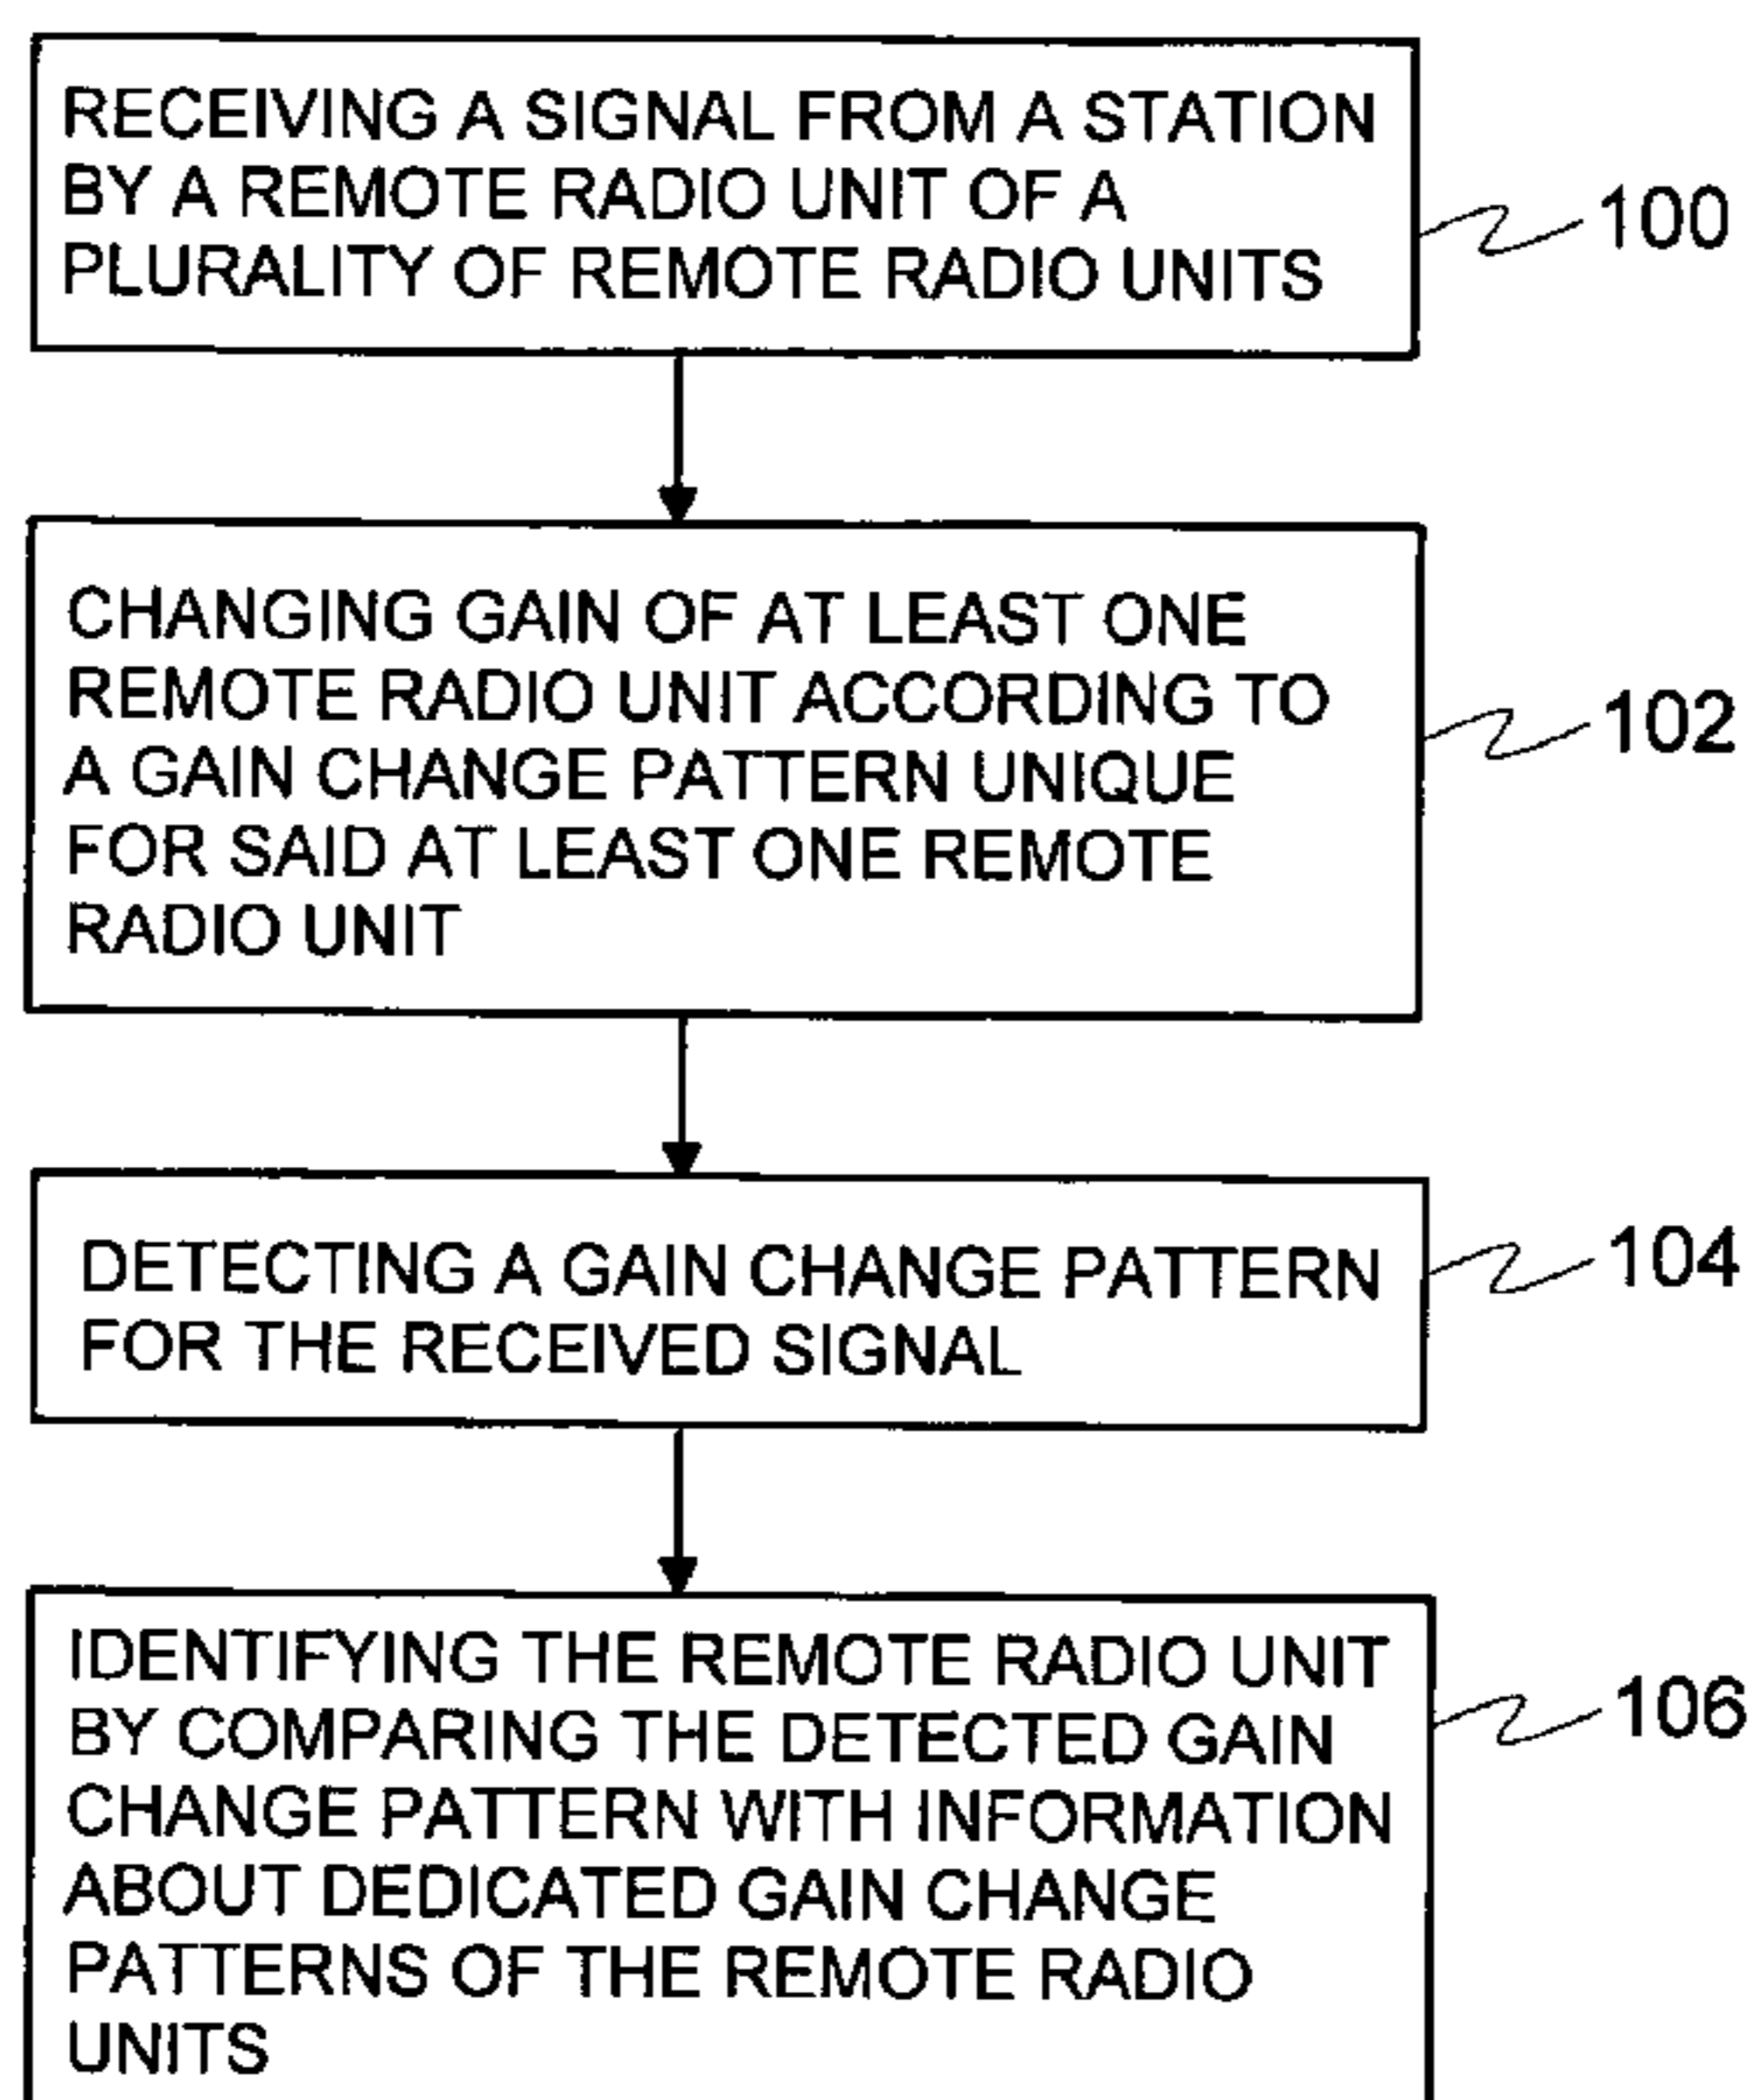 RECEIVING A SIGNAL FROM A STATION
BY A REMOTE RADIO UNIT OF A
PLURALITY OF REMOTE RADIO UNITS
100
CHANGING GAIN OF AT LEAST ONE
REMOTE RADIO UNIT ACCORDING TO
A GAIN CHANGE PATTERN UNIQUE
FOR SAID AT LEAST ONE REMOTE
RADIO UNIT
102
DETECTING A GAIN CHANGE PATTERN
FOR THE RECEIVED SIGNAL
104
IDENTIFYING THE REMOTE RADIO UNIT
BY COMPARING THE DETECTED GAIN
CHANGE PATTERN WITH INFORMATION
ABOUT DEDICATED GAIN CHANGE
PATTERNS OF THE REMOTE RADIO
UNITS
106